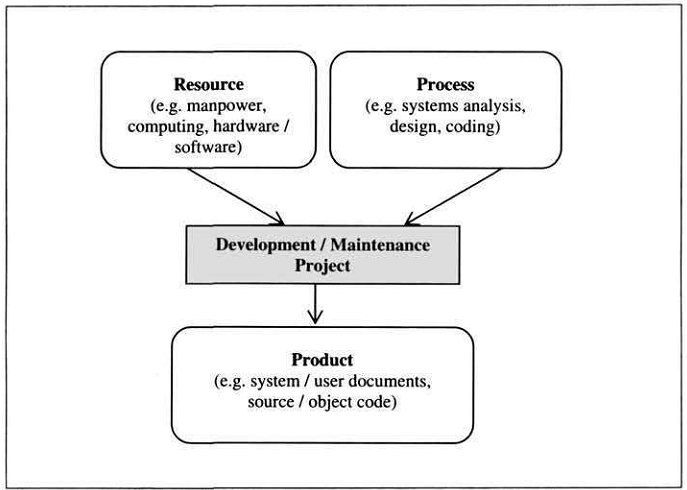 Resource
(e.g. manpower,
computing, hardware /
software)
Process
(e.g. systems analysis,
design, coding)
Development / Maintenance
Project
Product
(e.g. system / user documents,
source / object code)